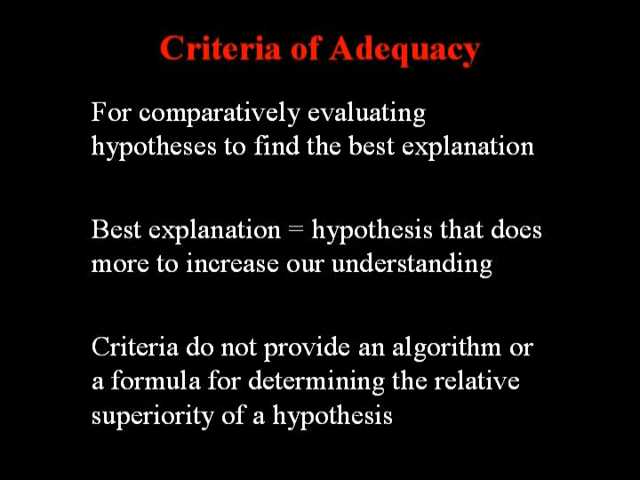 Criteria of Adequacy
For comparatively evaluating
hypotheses to find the best explanation
Best explanation = hypothesis that does
more to increase our understanding
Criteria do not provide an algorithm or
a formula for determining the relative
superiority of a hypothesis